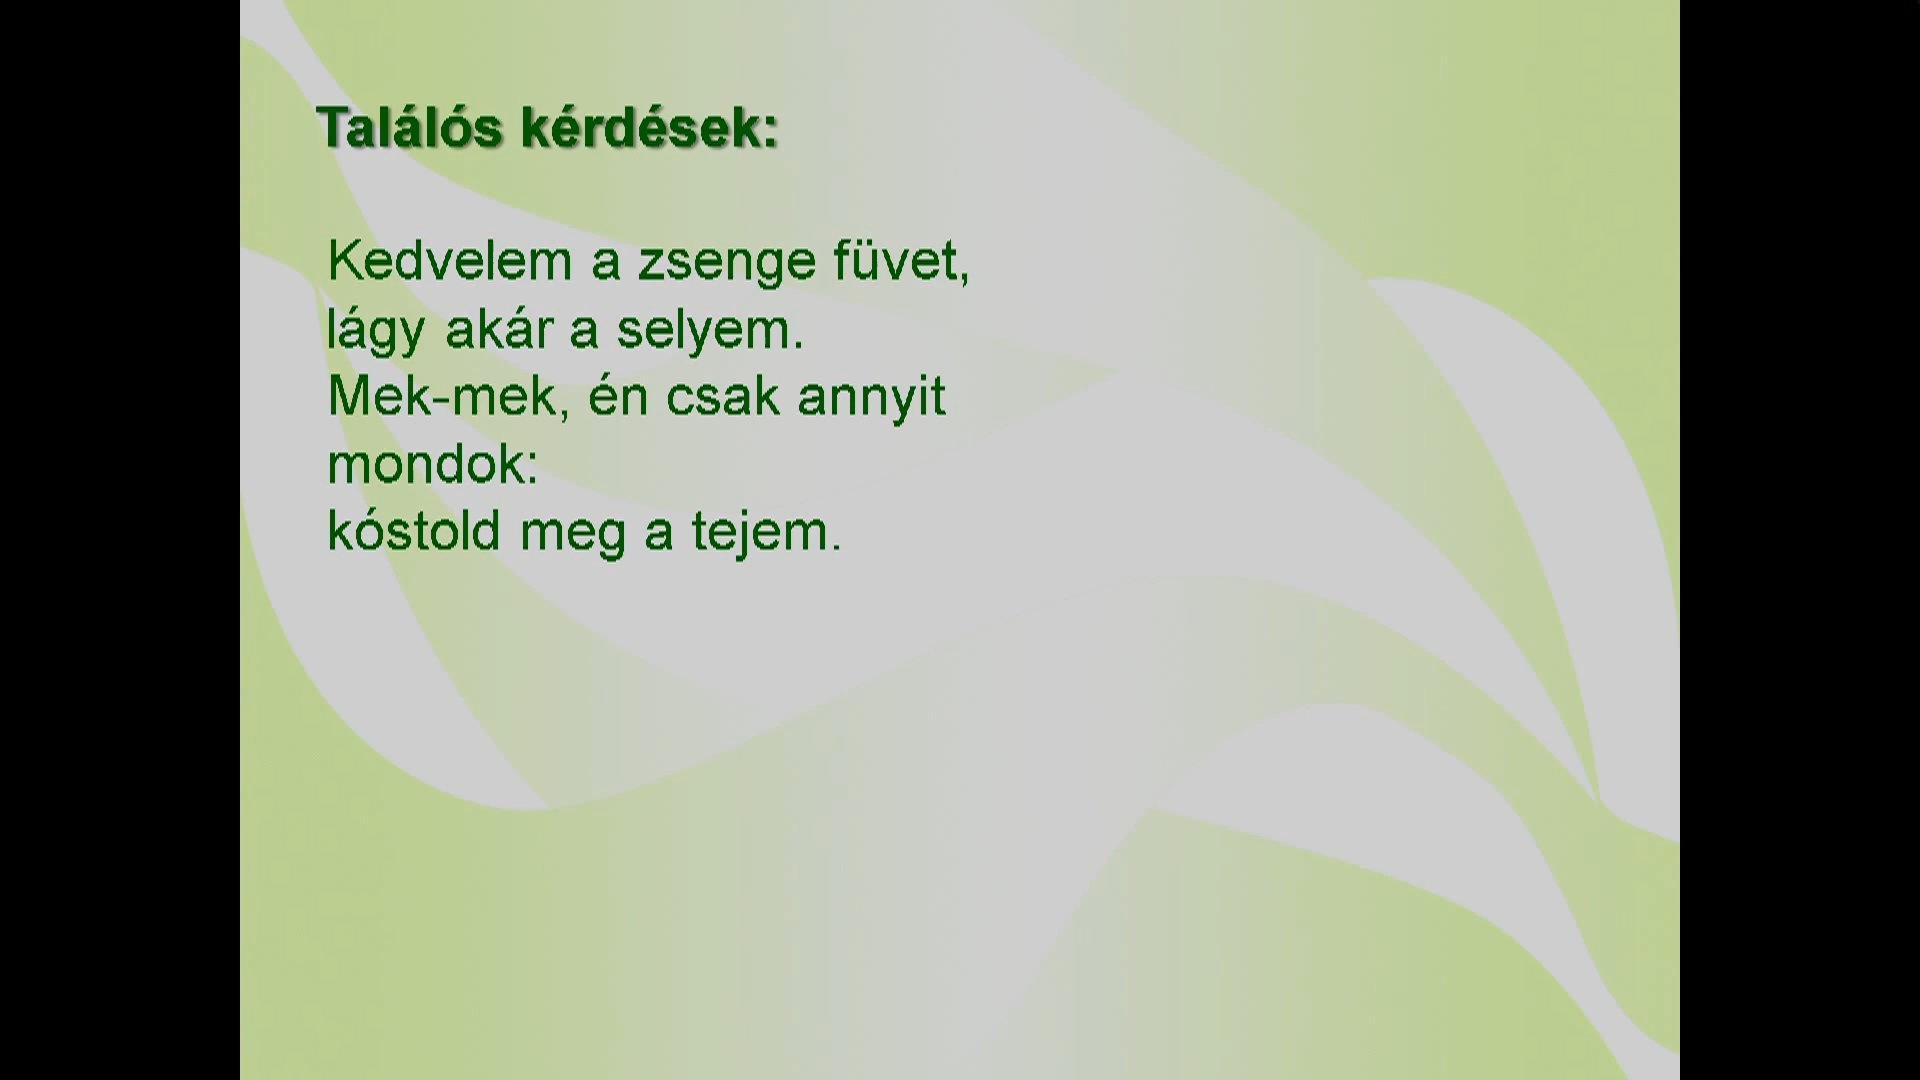 Találós kérdések:
Kedvelem a zsenge füvet,
lágy akár a selyem.
Mek-mek, én csak annyit
mondok:
kóstold meg a tejem.